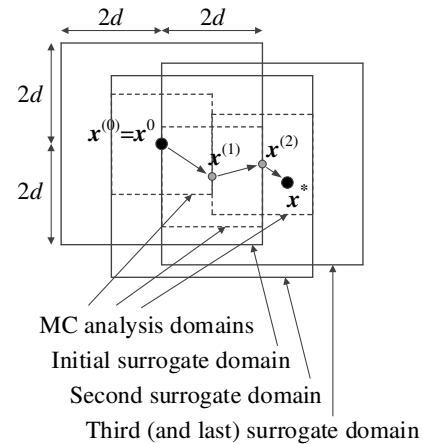 2d 2d
2d
x^(0)=x^0
x^(1)
x^(2)
x^*
2d
MC analysis domains
Initial surrogate domain
Second surrogate domain
Third (and last) surrogate domain